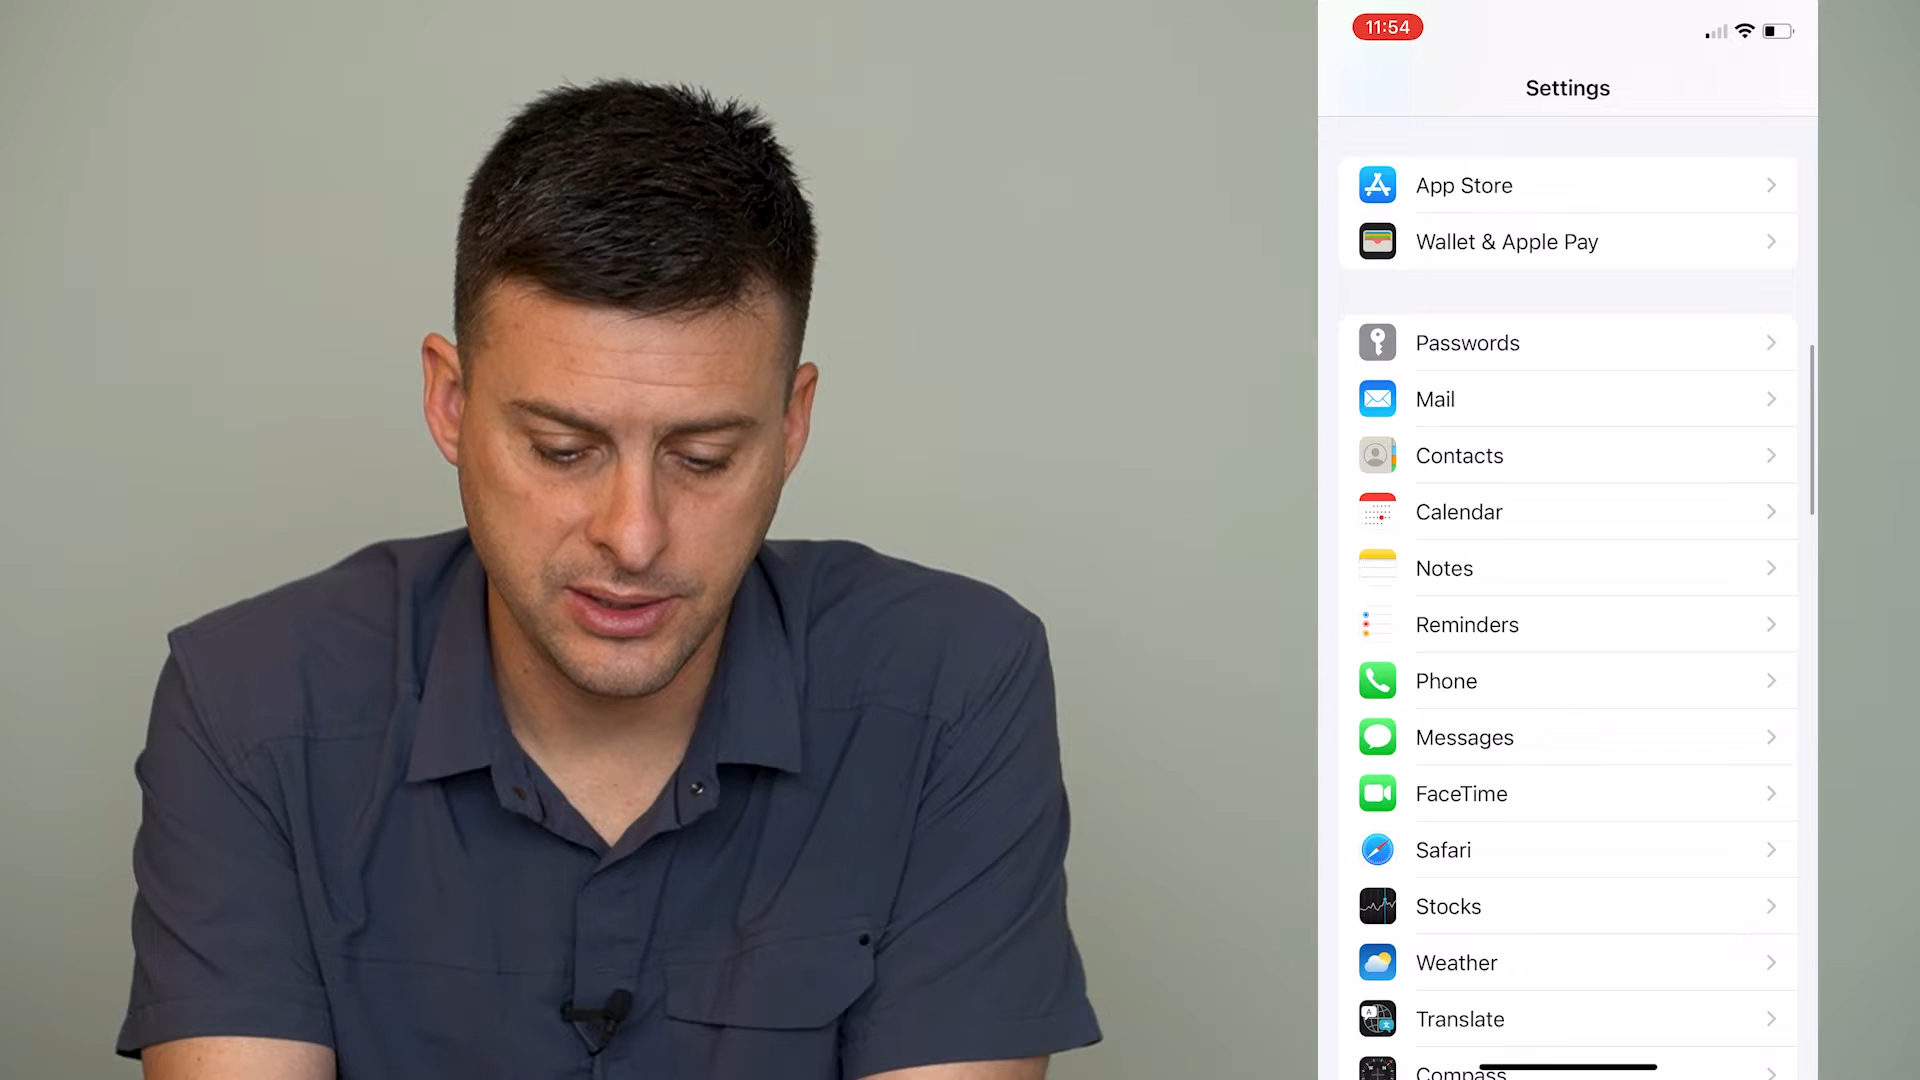 11:54
Settings
App Store
Wallet & Apple Pay
Passwords
Mail
Contacts
Calendar
Notes
Reminders
Phone
Messages
FaceTime
Safari
Stocks
Weather
Translate
Compass